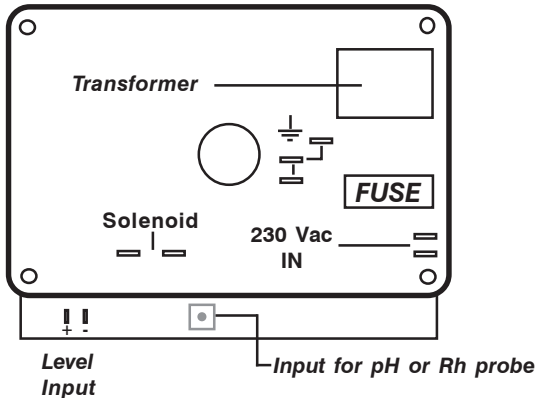 Transformer
FUSE
Solenoid
230 Vac
IN
+ -
Level
Input
Input for pH or Rh probe